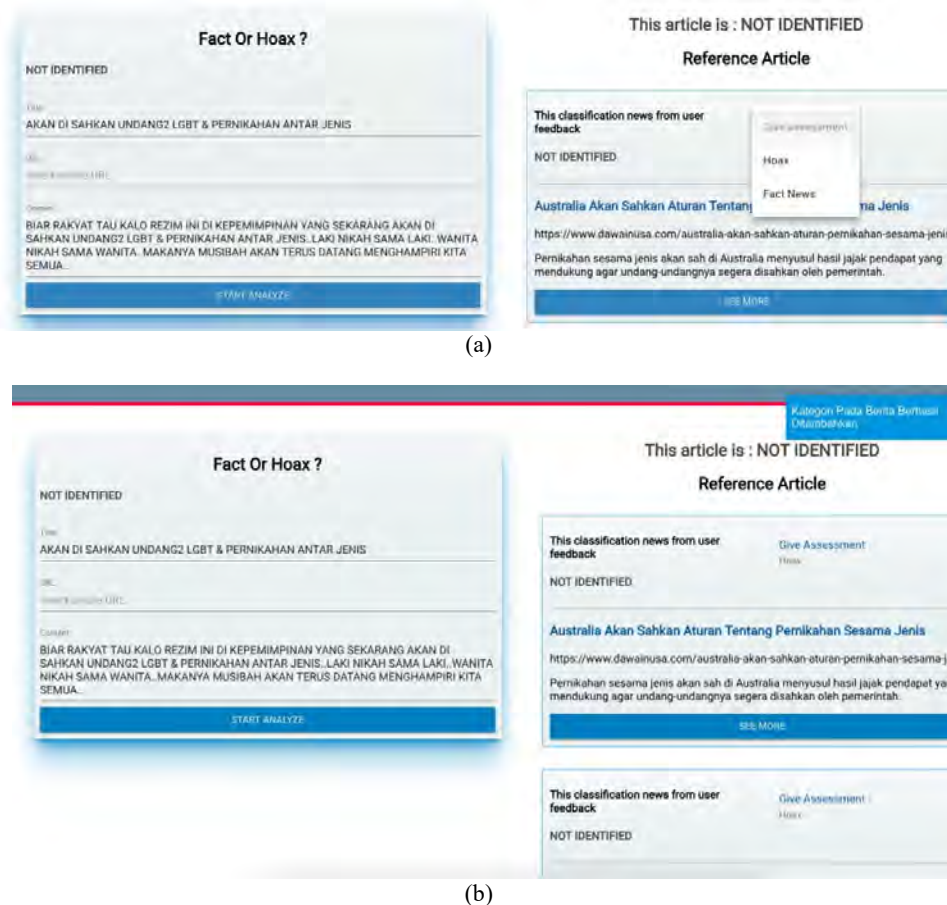 Fact Or Hoax ?
NOT IDENTIFIED
Title
AKAN DI SAHKAN UNDANG2 LGBT & PERNIKAHAN ANTAR JENIS
URL
Content
BIAR RAKYAT TAU KALO REZIM INI DI KEPEMIMPINAN YANG SEKARANG AKAN DI
SAHKAN UNDANG2 LGBT & PERNIKAHAN ANTAR JENIS..LAKI NIKAH SAMA LAKI..WANITA
NIKAH SAMA WANITA..MAKANYA MUSIBAH AKAN TERUS DATANG MENGHAMPIRI KITA
SEMUA..
START ANALYZE
This article is : NOT IDENTIFIED
Reference Article
This classification news from user
feedback
NOT IDENTIFIED
Give assessment
Hoax
Fact News
Australia Akan Sahkan Aturan Tentang ma Jenis
https://www.dawainusa.com/australia-akan-sahkan-aturan-pernikahan-sesama-jenis
Pernikahan sesama jenis akan sah di Australia menyusul hasil jajak pendapat yang
mendukung agar undang-undangnya segera disahkan oleh pemerintah.
SEE MORE
(a)
Kategori Pada Berita Berhasil
Ditambahkan
Fact Or Hoax ?
NOT IDENTIFIED
Title
AKAN DI SAHKAN UNDANG2 LGBT & PERNIKAHAN ANTAR JENIS
URL
Content
BIAR RAKYAT TAU KALO REZIM INI DI KEPEMIMPINAN YANG SEKARANG AKAN DI
SAHKAN UNDANG2 LGBT & PERNIKAHAN ANTAR JENIS..LAKI NIKAH SAMA LAKI..WANITA
NIKAH SAMA WANITA..MAKANYA MUSIBAH AKAN TERUS DATANG MENGHAMPIRI KITA
SEMUA..
START ANALYZE
This article is : NOT IDENTIFIED
Reference Article
This classification news from user
feedback
Give Assessment
Hoax
NOT IDENTIFIED
Australia Akan Sahkan Aturan Tentang Pernikahan Sesama Jenis
https://www.dawainusa.com/australia-akan-sahkan-aturan-pernikahan-sesama-j
Pernikahan sesama jenis akan sah di Australia menyusul hasil jajak pendapat ya
mendukung agar undang-undangnya segera disahkan oleh pemerintah.
SEE MORE
This classification news from user
feedback
Give Assessment
Hoax
NOT IDENTIFIED
(b)